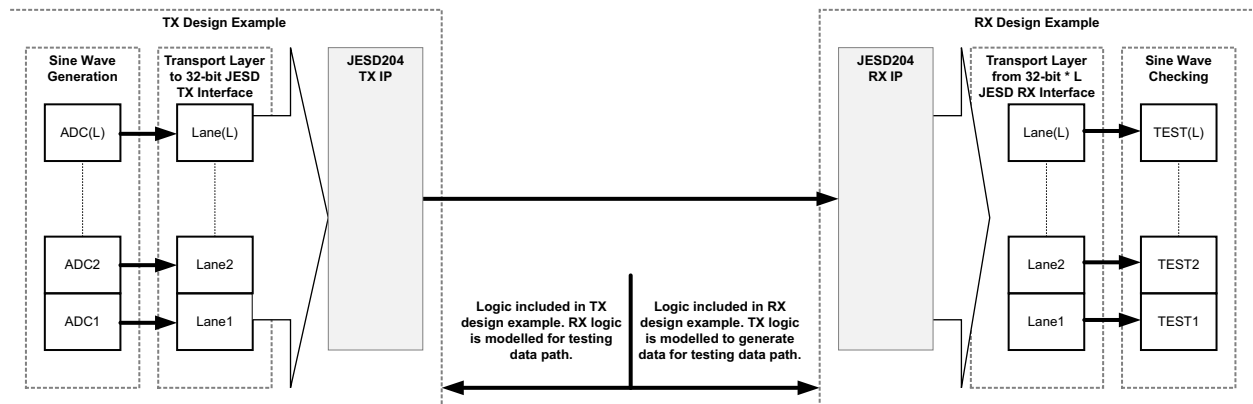 TX Design Example
Sine Wave
Generation
ADC(L)
ADC2
ADC1
Transport Layer
to 32-bit JESD
TX Interface
Lane(L)
Lane2
Lane1
JESD204
TX IP
Logic included in TX
design example. RX logic
is modelled for testing
data path.
Logic included in RX
design example. TX logic
is modelled to generate
data for testing data path.
RX Design Example
JESD204
RX IP
Transport Layer
from 32-bit * L
JESD RX Interface
Lane(L)
Lane2
Lane1
Sine Wave
Checking
TEST(L)
TEST2
TEST1